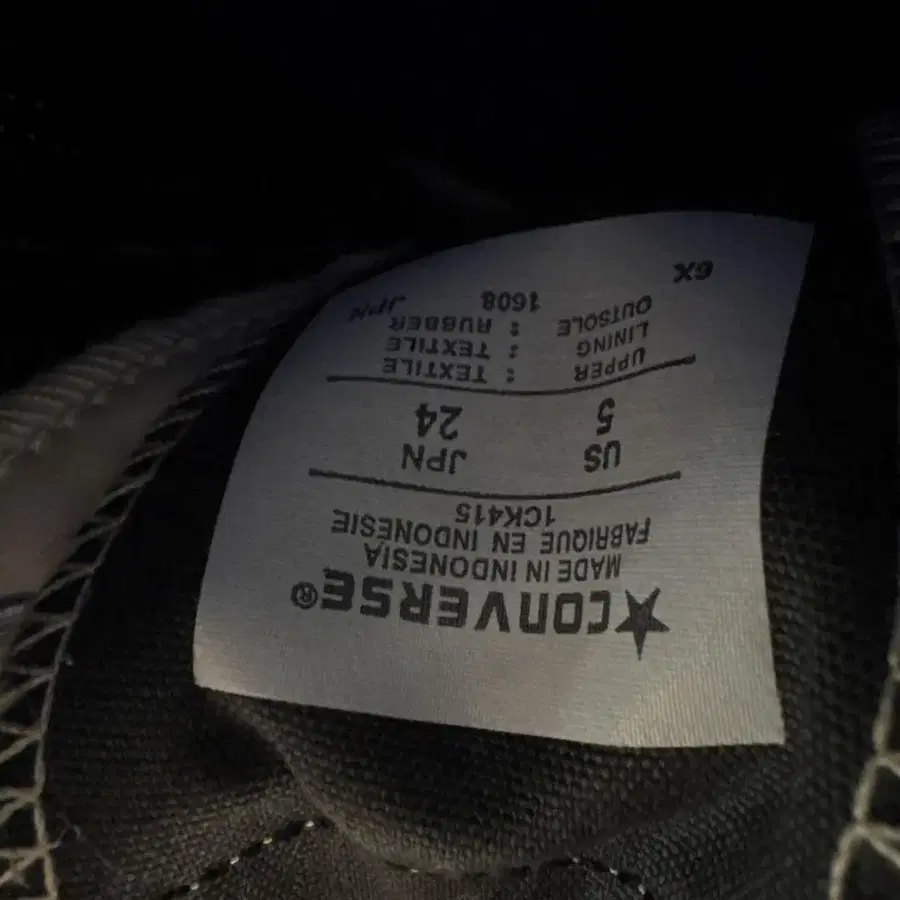 ★CONVERSE®
MADE IN INDONESIA
FABRIQUE EN INDONESIE
1CK415
US JPN
5 24
UPPER : TEXTILE
LINING : TEXTILE
OUTSOLE : RUBBER
6X 1608 JPN